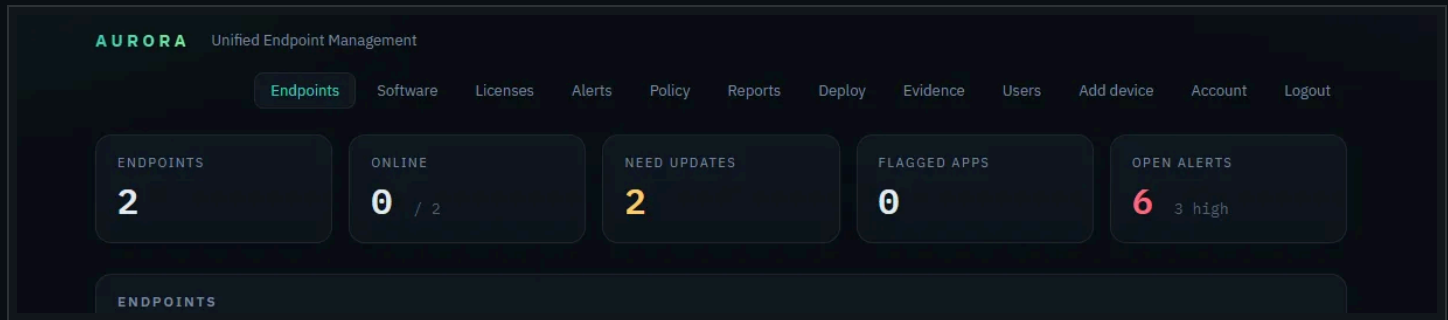 AURORA Unified Endpoint Management
Endpoints Software Licenses Alerts Policy Reports Deploy Evidence Users Add device Account Logout
ENDPOINTS ONLINE NEED UPDATES FLAGGED APPS OPEN ALERTS
2 0 / 2 2 0 6 3 high
ENDPOINTS